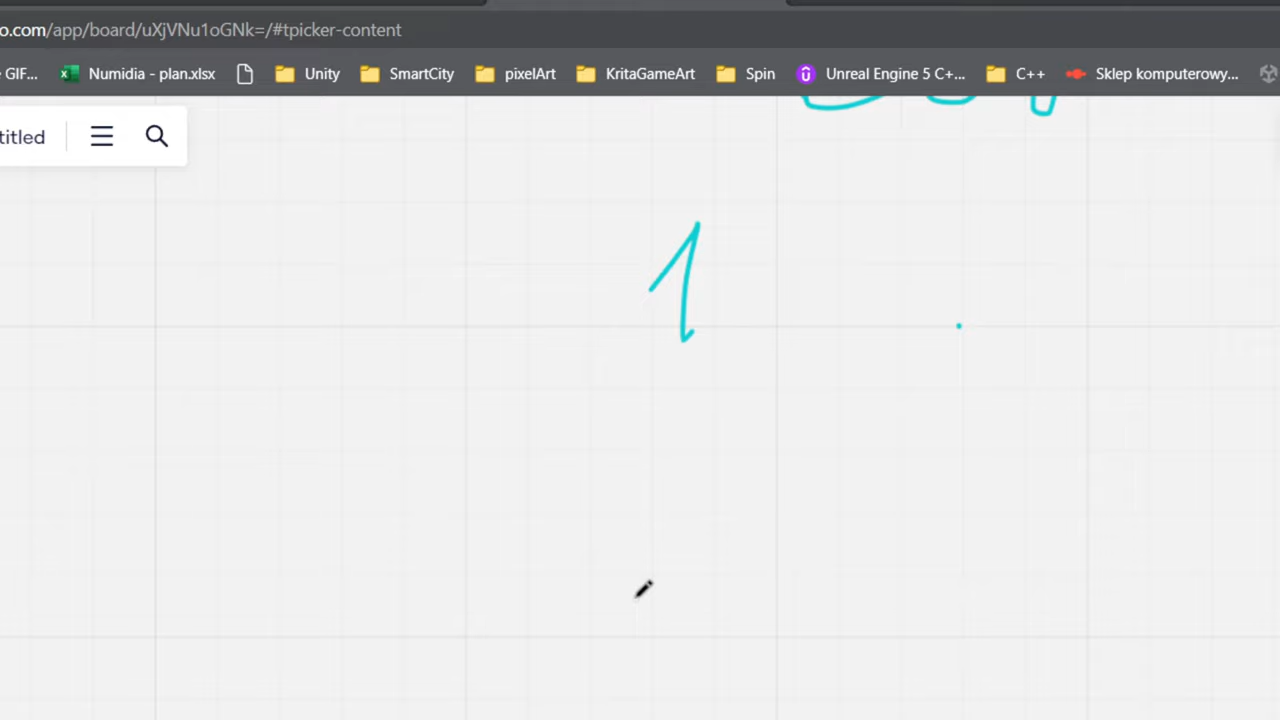 o.com/app/board/uXjVNu1oGNk=/#tpicker-content
GIF... Numidia - plan.xlsx Unity SmartCity pixelArt KritaGameArt Spin Unreal Engine 5 C+... C++ Sklep komputerowy...
titled
1